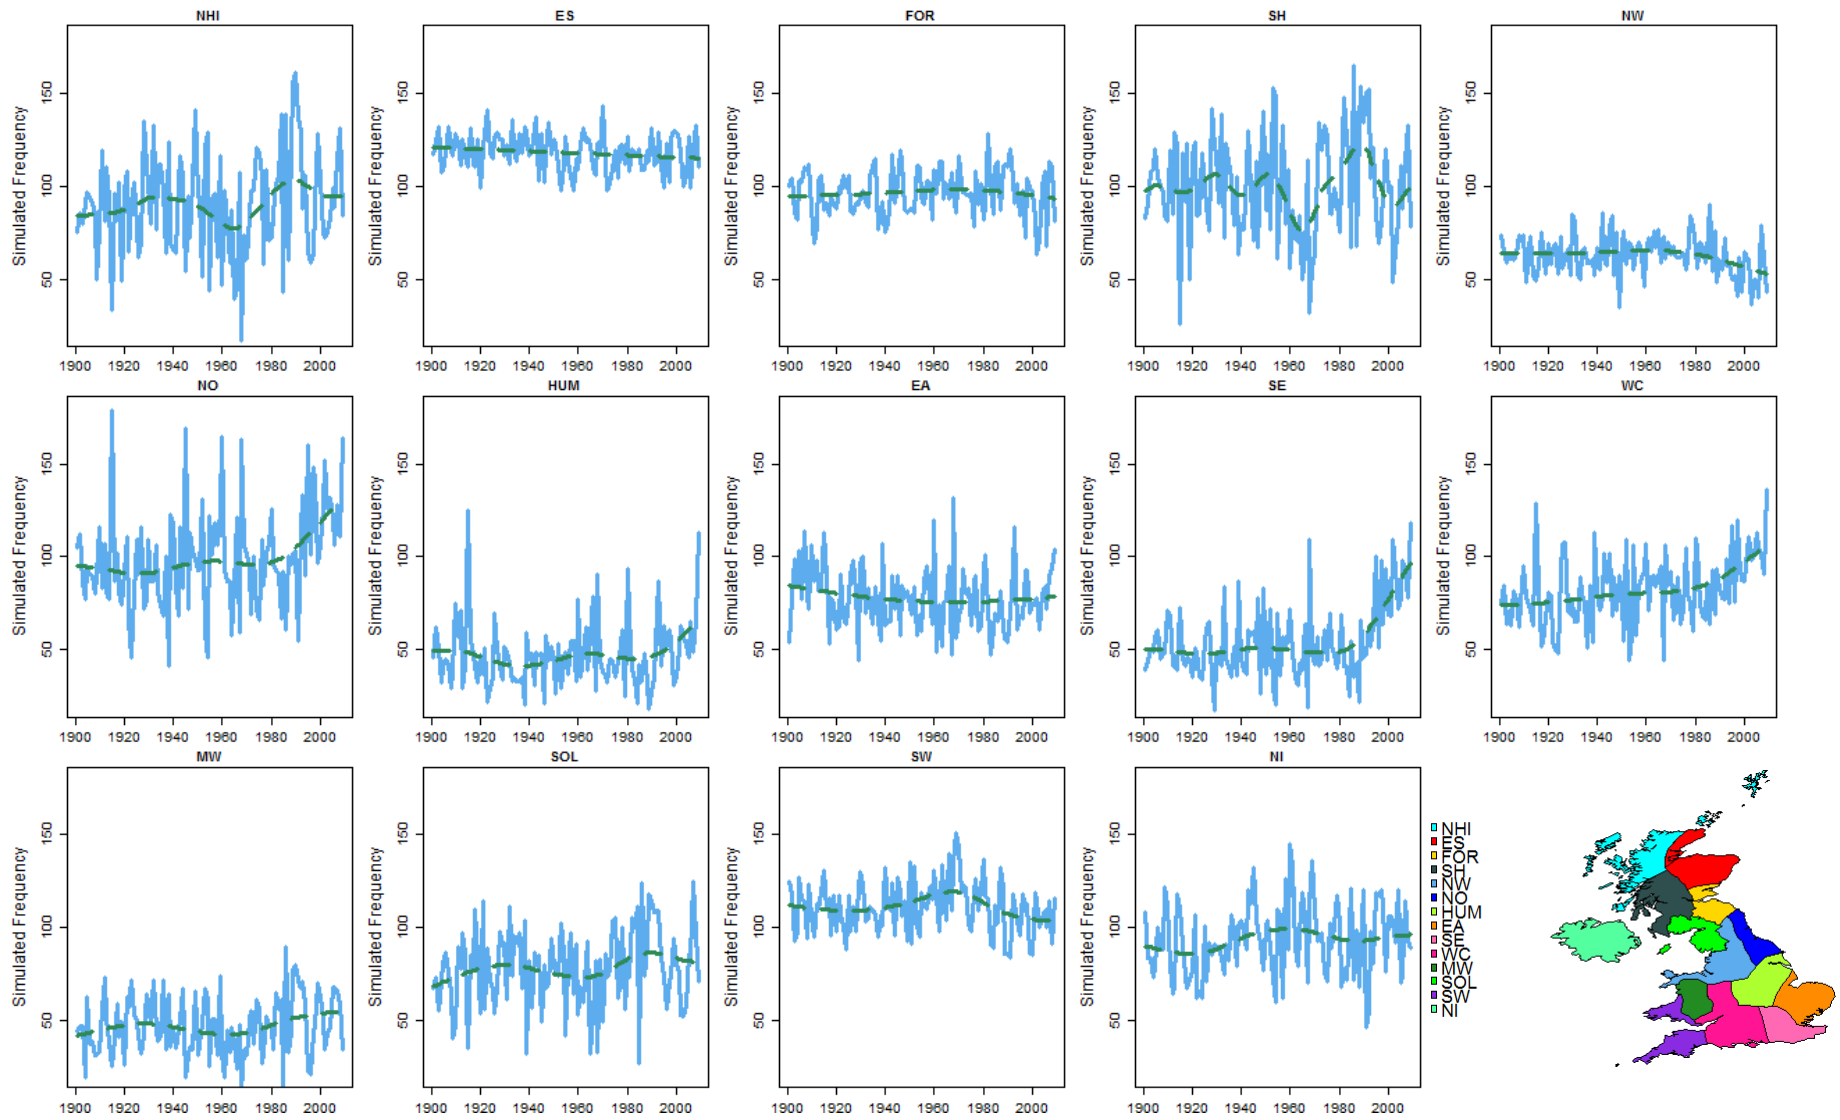 NHI ES FOR SH NW
Simulated Frequency Simulated Frequency Simulated Frequency Simulated Frequency Simulated Frequency
150 150 150 150 150
100 100 100 100 100
50 50 50 50 50
1900 1920 1940 1960 1980 2000 1900 1920 1940 1960 1980 2000 1900 1920 1940 1960 1980 2000 1900 1920 1940 1960 1980 2000 1900 1920 1940 1960 1980 2000
NO HUM EA SE WC
Simulated Frequency Simulated Frequency Simulated Frequency Simulated Frequency Simulated Frequency
150 150 150 150 150
100 100 100 100 100
50 50 50 50 50
1900 1920 1940 1960 1980 2000 1900 1920 1940 1960 1980 2000 1900 1920 1940 1960 1980 2000 1900 1920 1940 1960 1980 2000 1900 1920 1940 1960 1980 2000
MW SOL SW NI
Simulated Frequency Simulated Frequency Simulated Frequency Simulated Frequency
150 150 150 150
100 100 100 100
50 50 50 50
1900 1920 1940 1960 1980 2000 1900 1920 1940 1960 1980 2000 1900 1920 1940 1960 1980 2000 1900 1920 1940 1960 1980 2000
NHI
ES
FOR
SH
NW
NO
HUM
EA
SE
WC
MW
SOL
SW
NI